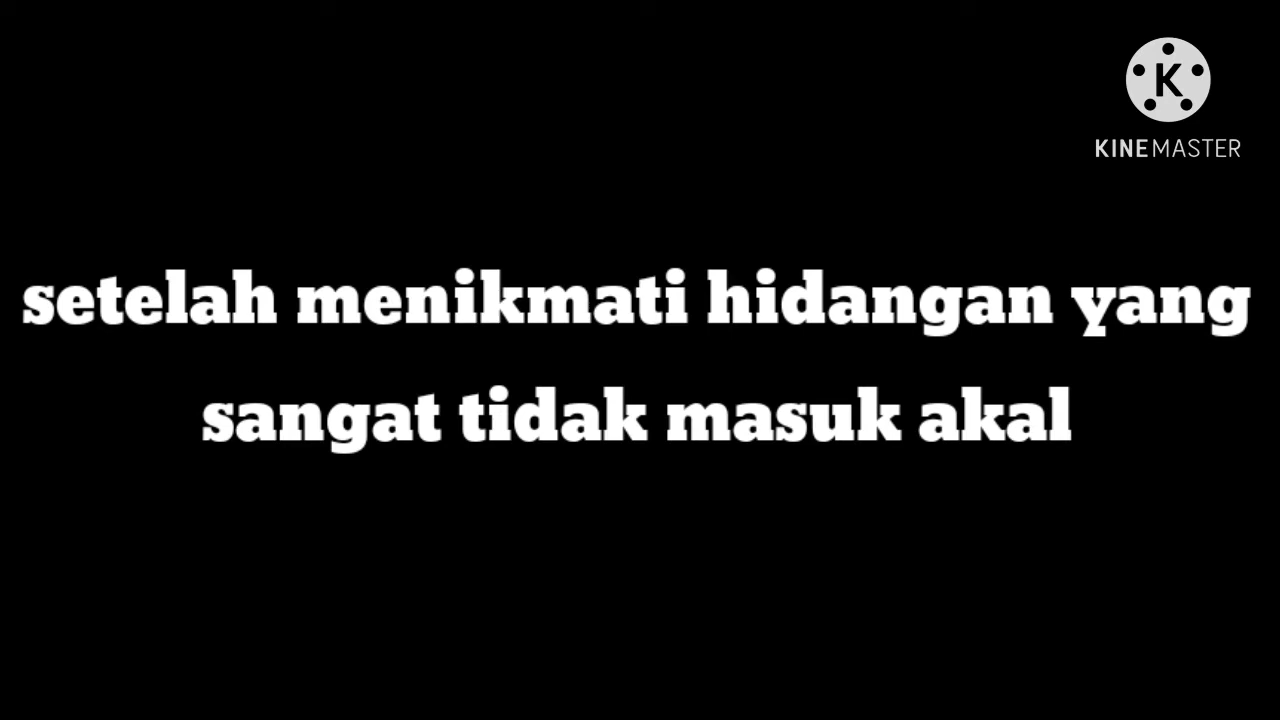 K
KINEMASTER
setelah menikmati hidangan yang
sangat tidak masuk akal